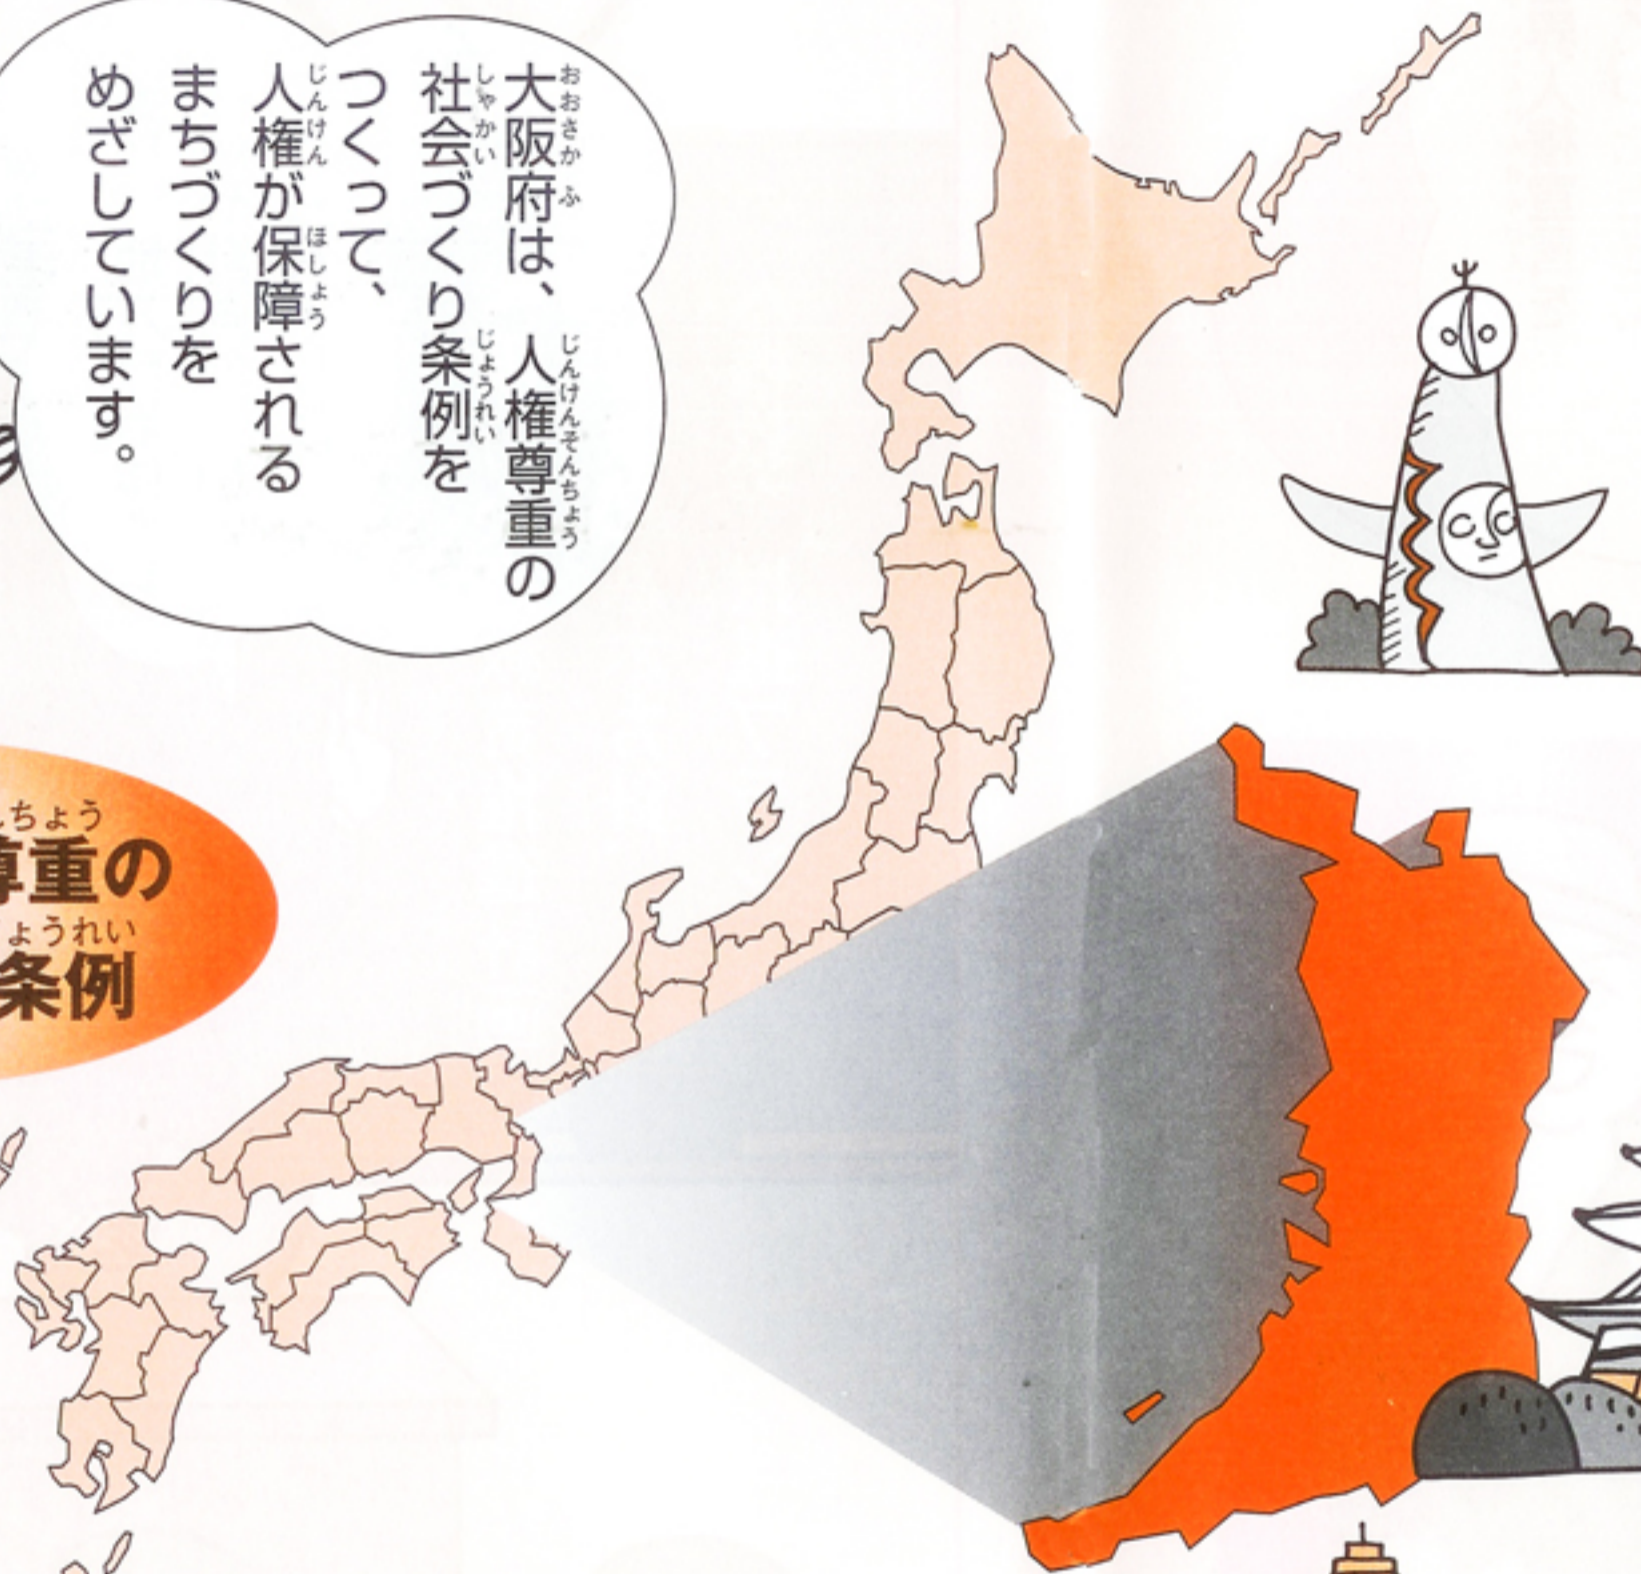 大阪府は、人権尊重の
社会づくり条例を
つくって、
人権が保障される
まちづくりを
めざしています。
重の
条例